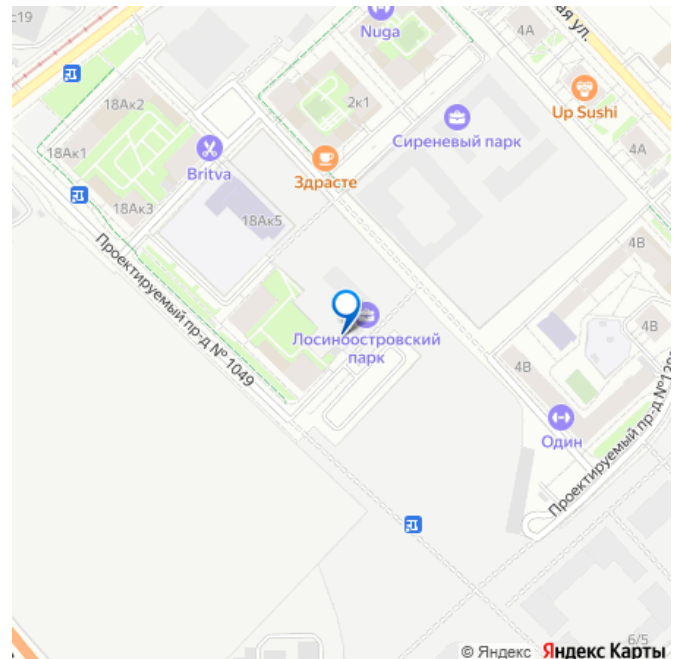 с19
Nuga
ая ул.
4А
Up Sushi
18Ак2
2к1
Сиреневый парк
18Ак1
Britva
Здрасте
4А
18Ак3
18Ак5
4В
Проектируемый пр-д № 1049
Лосиноостровский
парк
4В
4В
Один
Проектируемый пр-д №139
6/5
© Яндекс Яндекс Карты